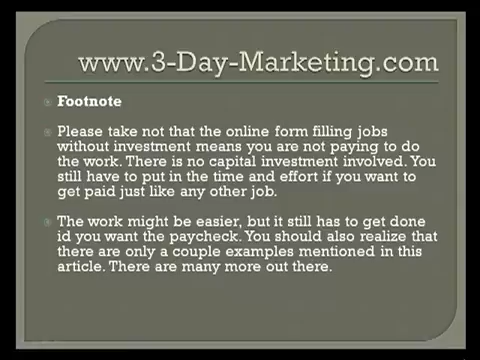 www.3-Day-Marketing.com
Footnote
Please take not that the online form filling jobs
without investment means you are not paying to do
the work. There is no capital investment involved. You
still have to put in the time and effort if you want to
get paid just like any other job.
The work might be easier, but it still has to get done
id you want the paycheck. You should also realize that
there are only a couple examples mentioned in this
article. There are many more out there.